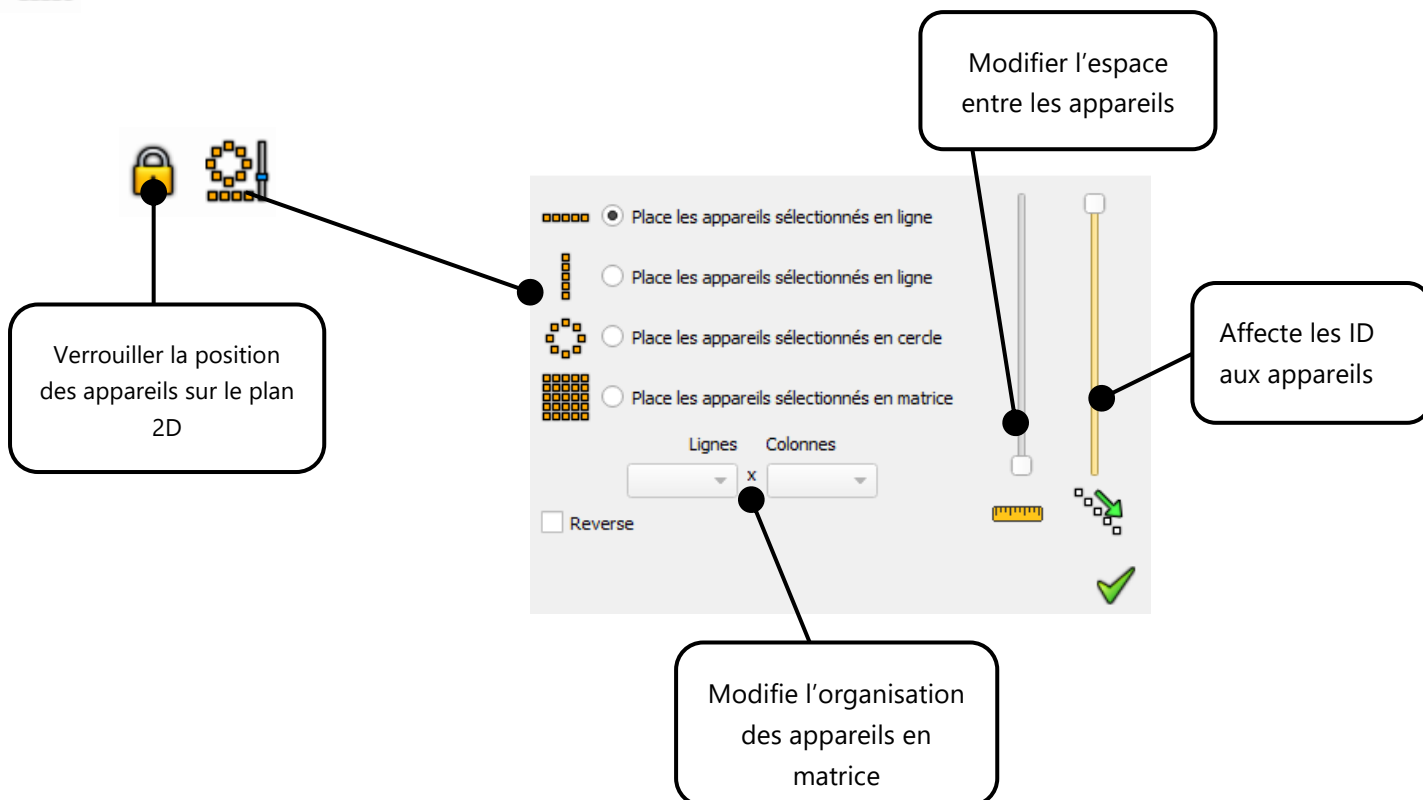 Modifier l’espace
entre les appareils
Place les appareils sélectionnés en ligne
Place les appareils sélectionnés en ligne
Place les appareils sélectionnés en cercle
Place les appareils sélectionnés en matrice
Lignes Colonnes
x
Reverse
Verrouiller la position
des appareils sur le plan
2D
Affecte les ID
aux appareils
Modifie l’organisation
des appareils en
matrice